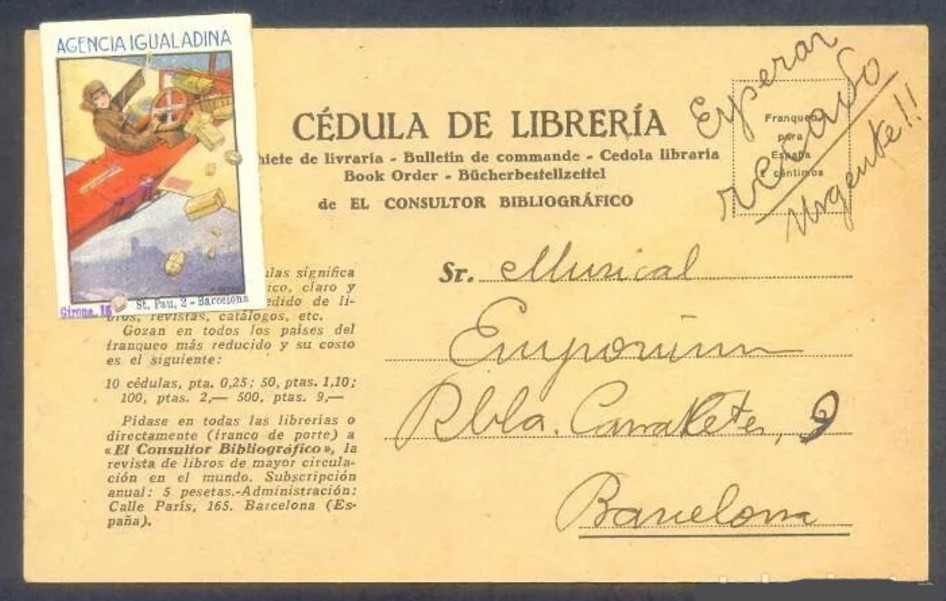 AGENCIA IGUALADINA
St. Pau, 2 - Barcelona
Girona, 18
CÉDULA DE LIBRERÍA
hiete de livraria - Bulletin de commande - Cedola libraria
Book Order - Bücherbestellzettel
de EL CONSULTOR BIBLIOGRÁFICO
Franqueo
para
España
céntimos
Esperar
recado
Urgente!!
ulas significa
ico, claro y
edido de li-
bros, revistas, catálogos, etc.
Gozan en todos los países del
franqueo más reducido y su costo
es el siguiente:
10 cédulas, pta. 0,25; 50, ptas. 1,10;
100, ptas. 2,— 500, ptas. 9,—
Pídase en todas las librerías o
directamente (franco de porte) a
«El Consultor Bibliográfico», la
revista de libros de mayor circula-
ción en el mundo. Subscripción
anual: 5 pesetas.-Administración:
Calle París, 165. Barcelona (Es-
paña).
Sr. Musical
Emporium
Rbla. Canaletes, 9
Barcelona